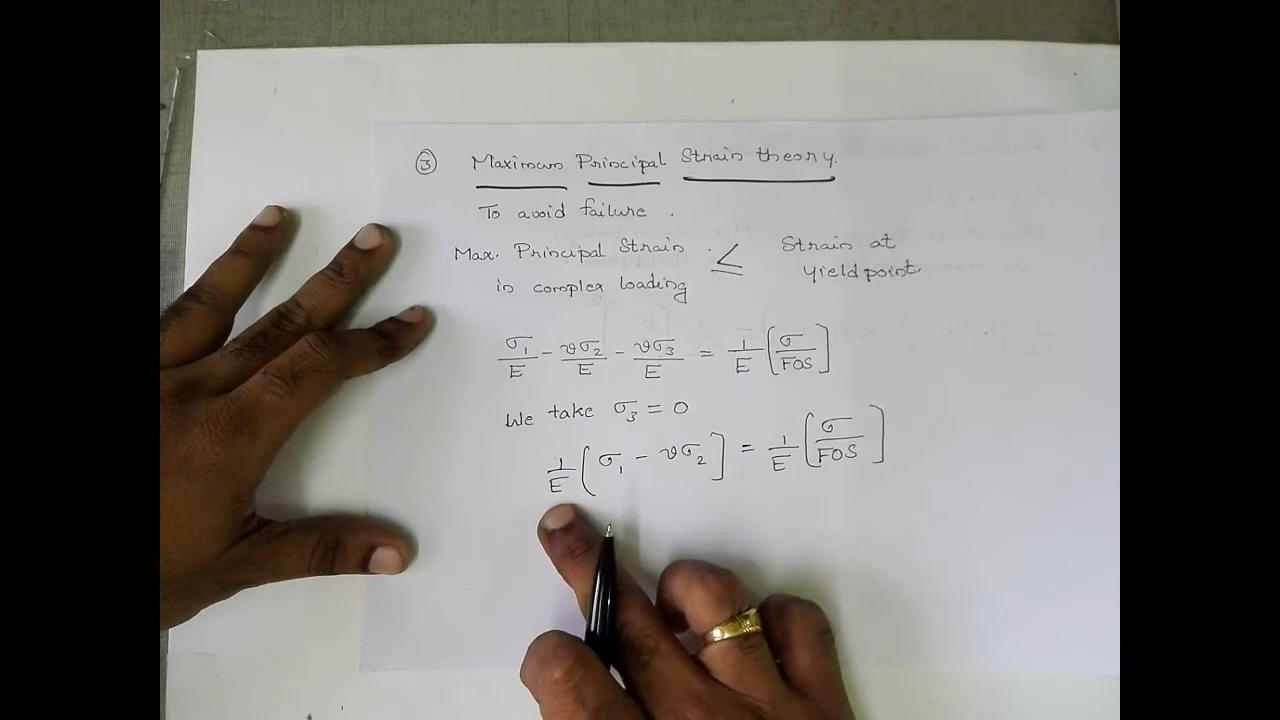 ③ Maximum Principal Strain theory.
To avoid failure .
Max. Principal Strain in complex loading ≤ Strain at yield point.
σ₁/E - νσ₂/E - νσ₃/E = 1/E [σ/FOS]
We take σ₃ = 0
1/E [σ₁ - νσ₂] = 1/E [σ/FOS]